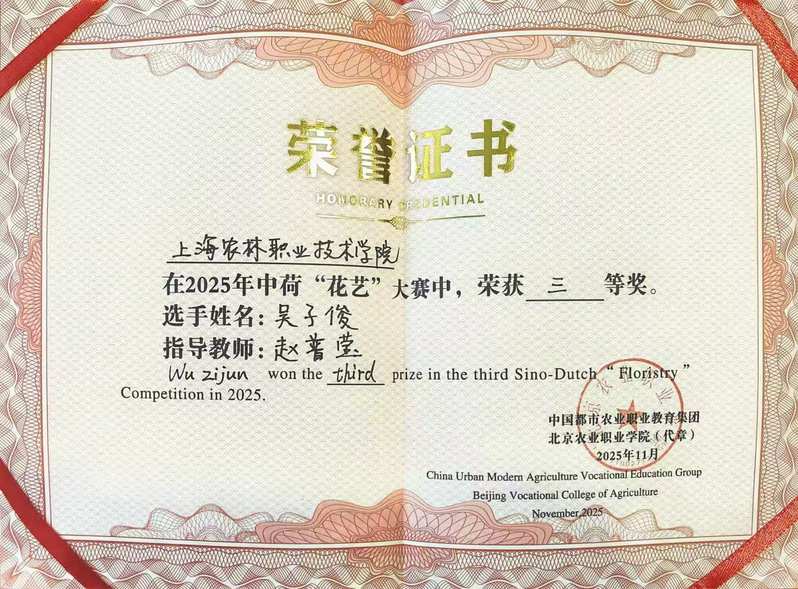 荣誉证书
HONORARY CREDENTIAL
上海农林职业技术学院
在2025年中荷“花艺”大赛中，荣获 三 等奖。
选手姓名：吴子俊
指导教师：赵普莹
Wu zijun won the third prize in the third Sino-Dutch“ Floristry ”
Competition in 2025.
中国都市农业职业教育集团
北京农业职业学院（代章）
2025年11月
China Urban Modern Agriculture Vocational Education Group
Beijing Vocational College of Agriculture
November,2025